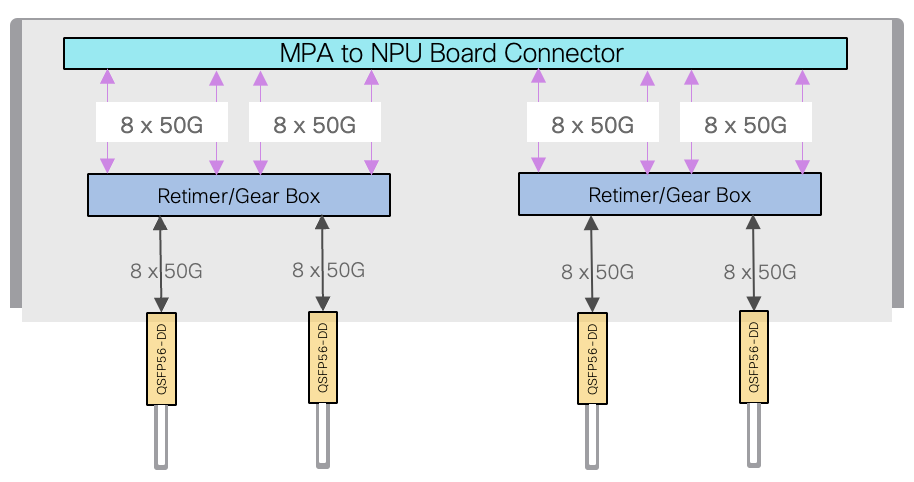 MPA to NPU Board Connector
8 x 50G
8 x 50G
8 x 50G
8 x 50G
Retimer/Gear Box
Retimer/Gear Box
8 x 50G
8 x 50G
8 x 50G
8 x 50G
QSFP56-DD
QSFP56-DD
QSFP56-DD
QSFP56-DD